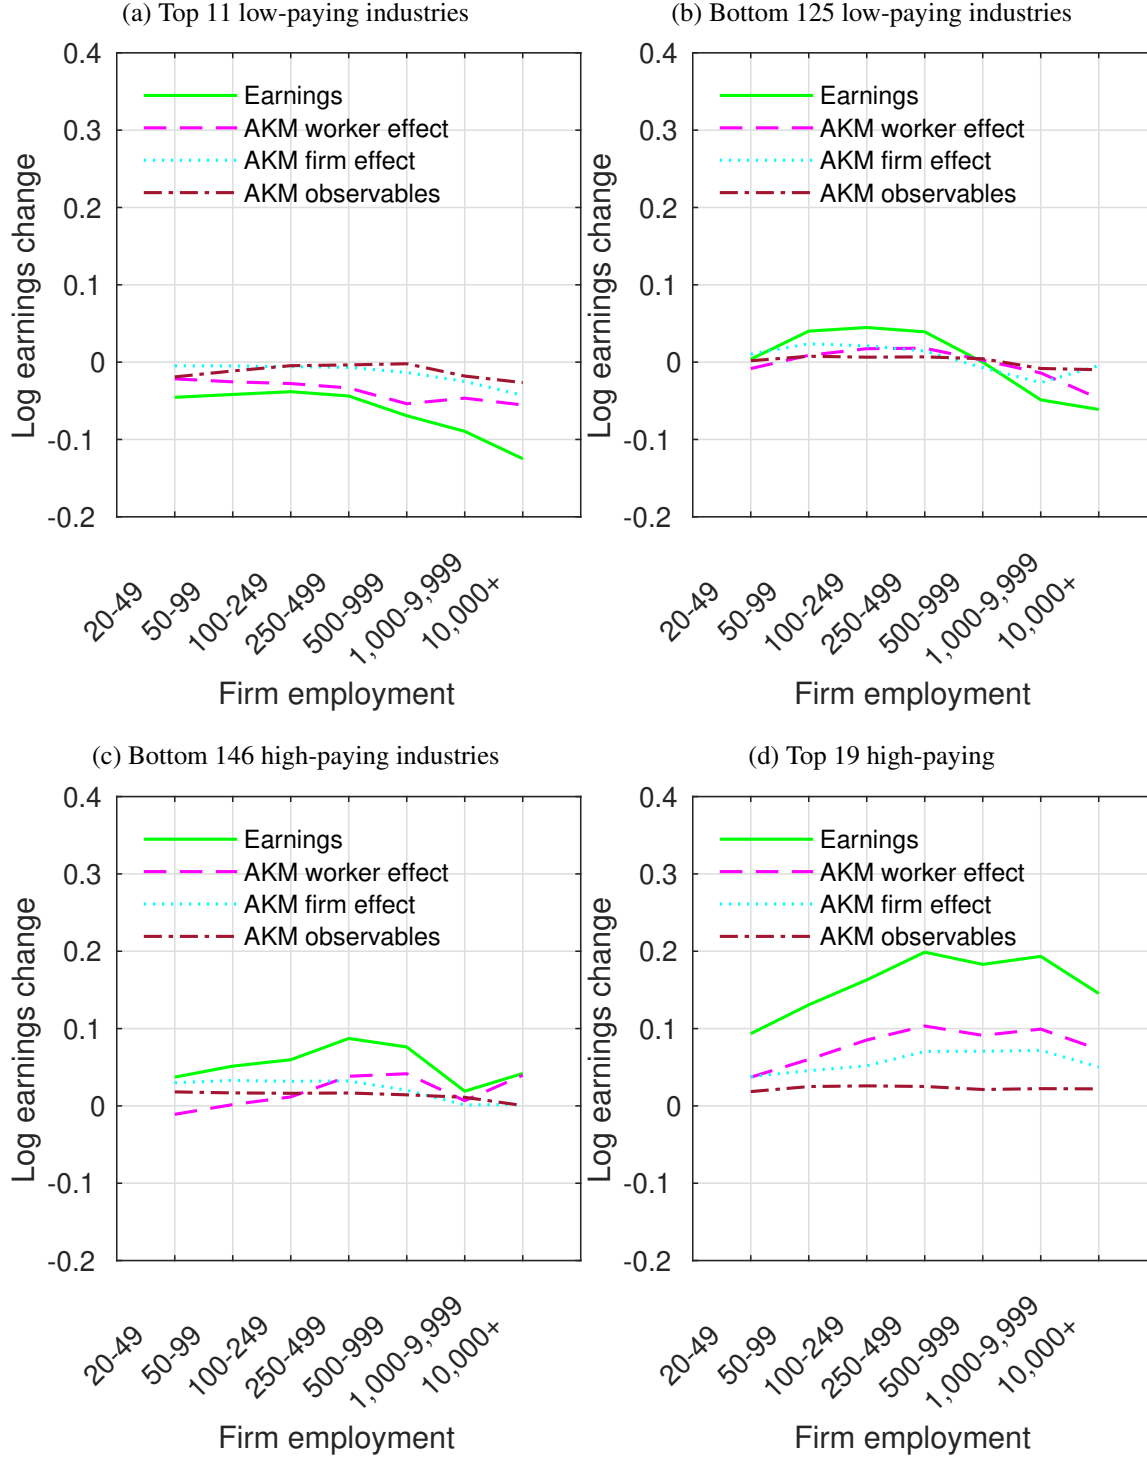 (a) Top 11 low-paying industries
0.4
0.3
0.2
0.1
0
-0.1
-0.2
Log earnings change
Earnings
AKM worker effect
AKM firm effect
AKM observables
20-49
50-99
100-249
250-499
500-999
1,000-9,999
10,000+
Firm employment
(b) Bottom 125 low-paying industries
0.4
0.3
0.2
0.1
0
-0.1
-0.2
Log earnings change
Earnings
AKM worker effect
AKM firm effect
AKM observables
20-49
50-99
100-249
250-499
500-999
1,000-9,999
10,000+
Firm employment
(c) Bottom 146 high-paying industries
0.4
0.3
0.2
0.1
0
-0.1
-0.2
Log earnings change
Earnings
AKM worker effect
AKM firm effect
AKM observables
20-49
50-99
100-249
250-499
500-999
1,000-9,999
10,000+
Firm employment
(d) Top 19 high-paying
0.4
0.3
0.2
0.1
0
-0.1
-0.2
Log earnings change
Earnings
AKM worker effect
AKM firm effect
AKM observables
20-49
50-99
100-249
250-499
500-999
1,000-9,999
10,000+
Firm employment